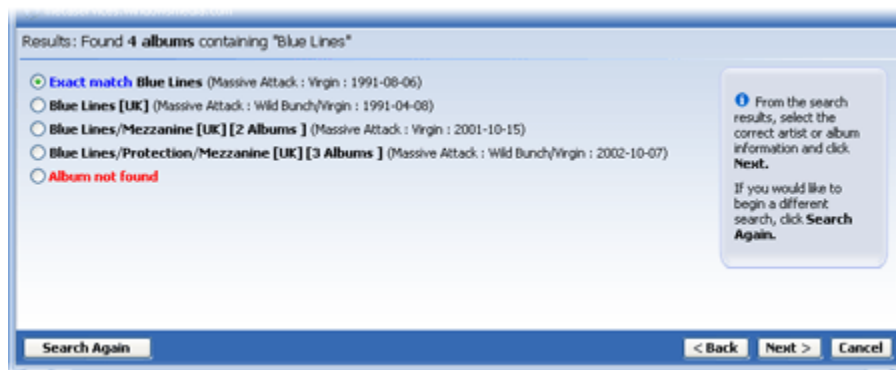 Results: Found 4 albums containing "Blue Lines"
Exact match Blue Lines (Massive Attack : Virgin : 1991-08-06)
Blue Lines [UK] (Massive Attack : Wild Bunch/Virgin : 1991-04-08)
Blue Lines/Mezzanine [UK] [2 Albums ] (Massive Attack : Virgin : 2001-10-15)
Blue Lines/Protection/Mezzanine [UK] [3 Albums ] (Massive Attack : Wild Bunch/Virgin : 2002-10-07)
Album not found
From the search
results, select the
correct artist or album
information and click
Next.
If you would like to
begin a different
search, click Search
Again.
Search Again
< Back
Next >
Cancel